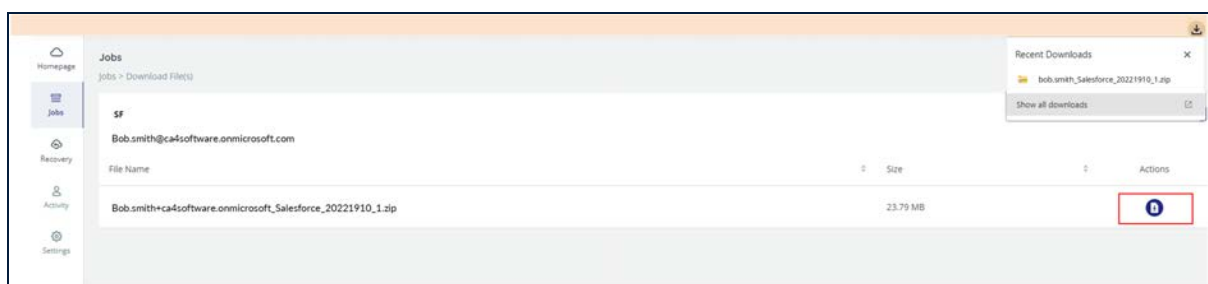 Homepage
Jobs
Recovery
Activity
Settings
Jobs
Jobs > Download File(s)
SF
Bob.smith@ca4software.onmicrosoft.com
File Name
Size
Actions
Bob.smith+ca4software.onmicrosoft_Salesforce_20221910_1.zip
23.79 MB
Recent Downloads
bob.smith_Salesforce_20221910_1.zip
Show all downloads